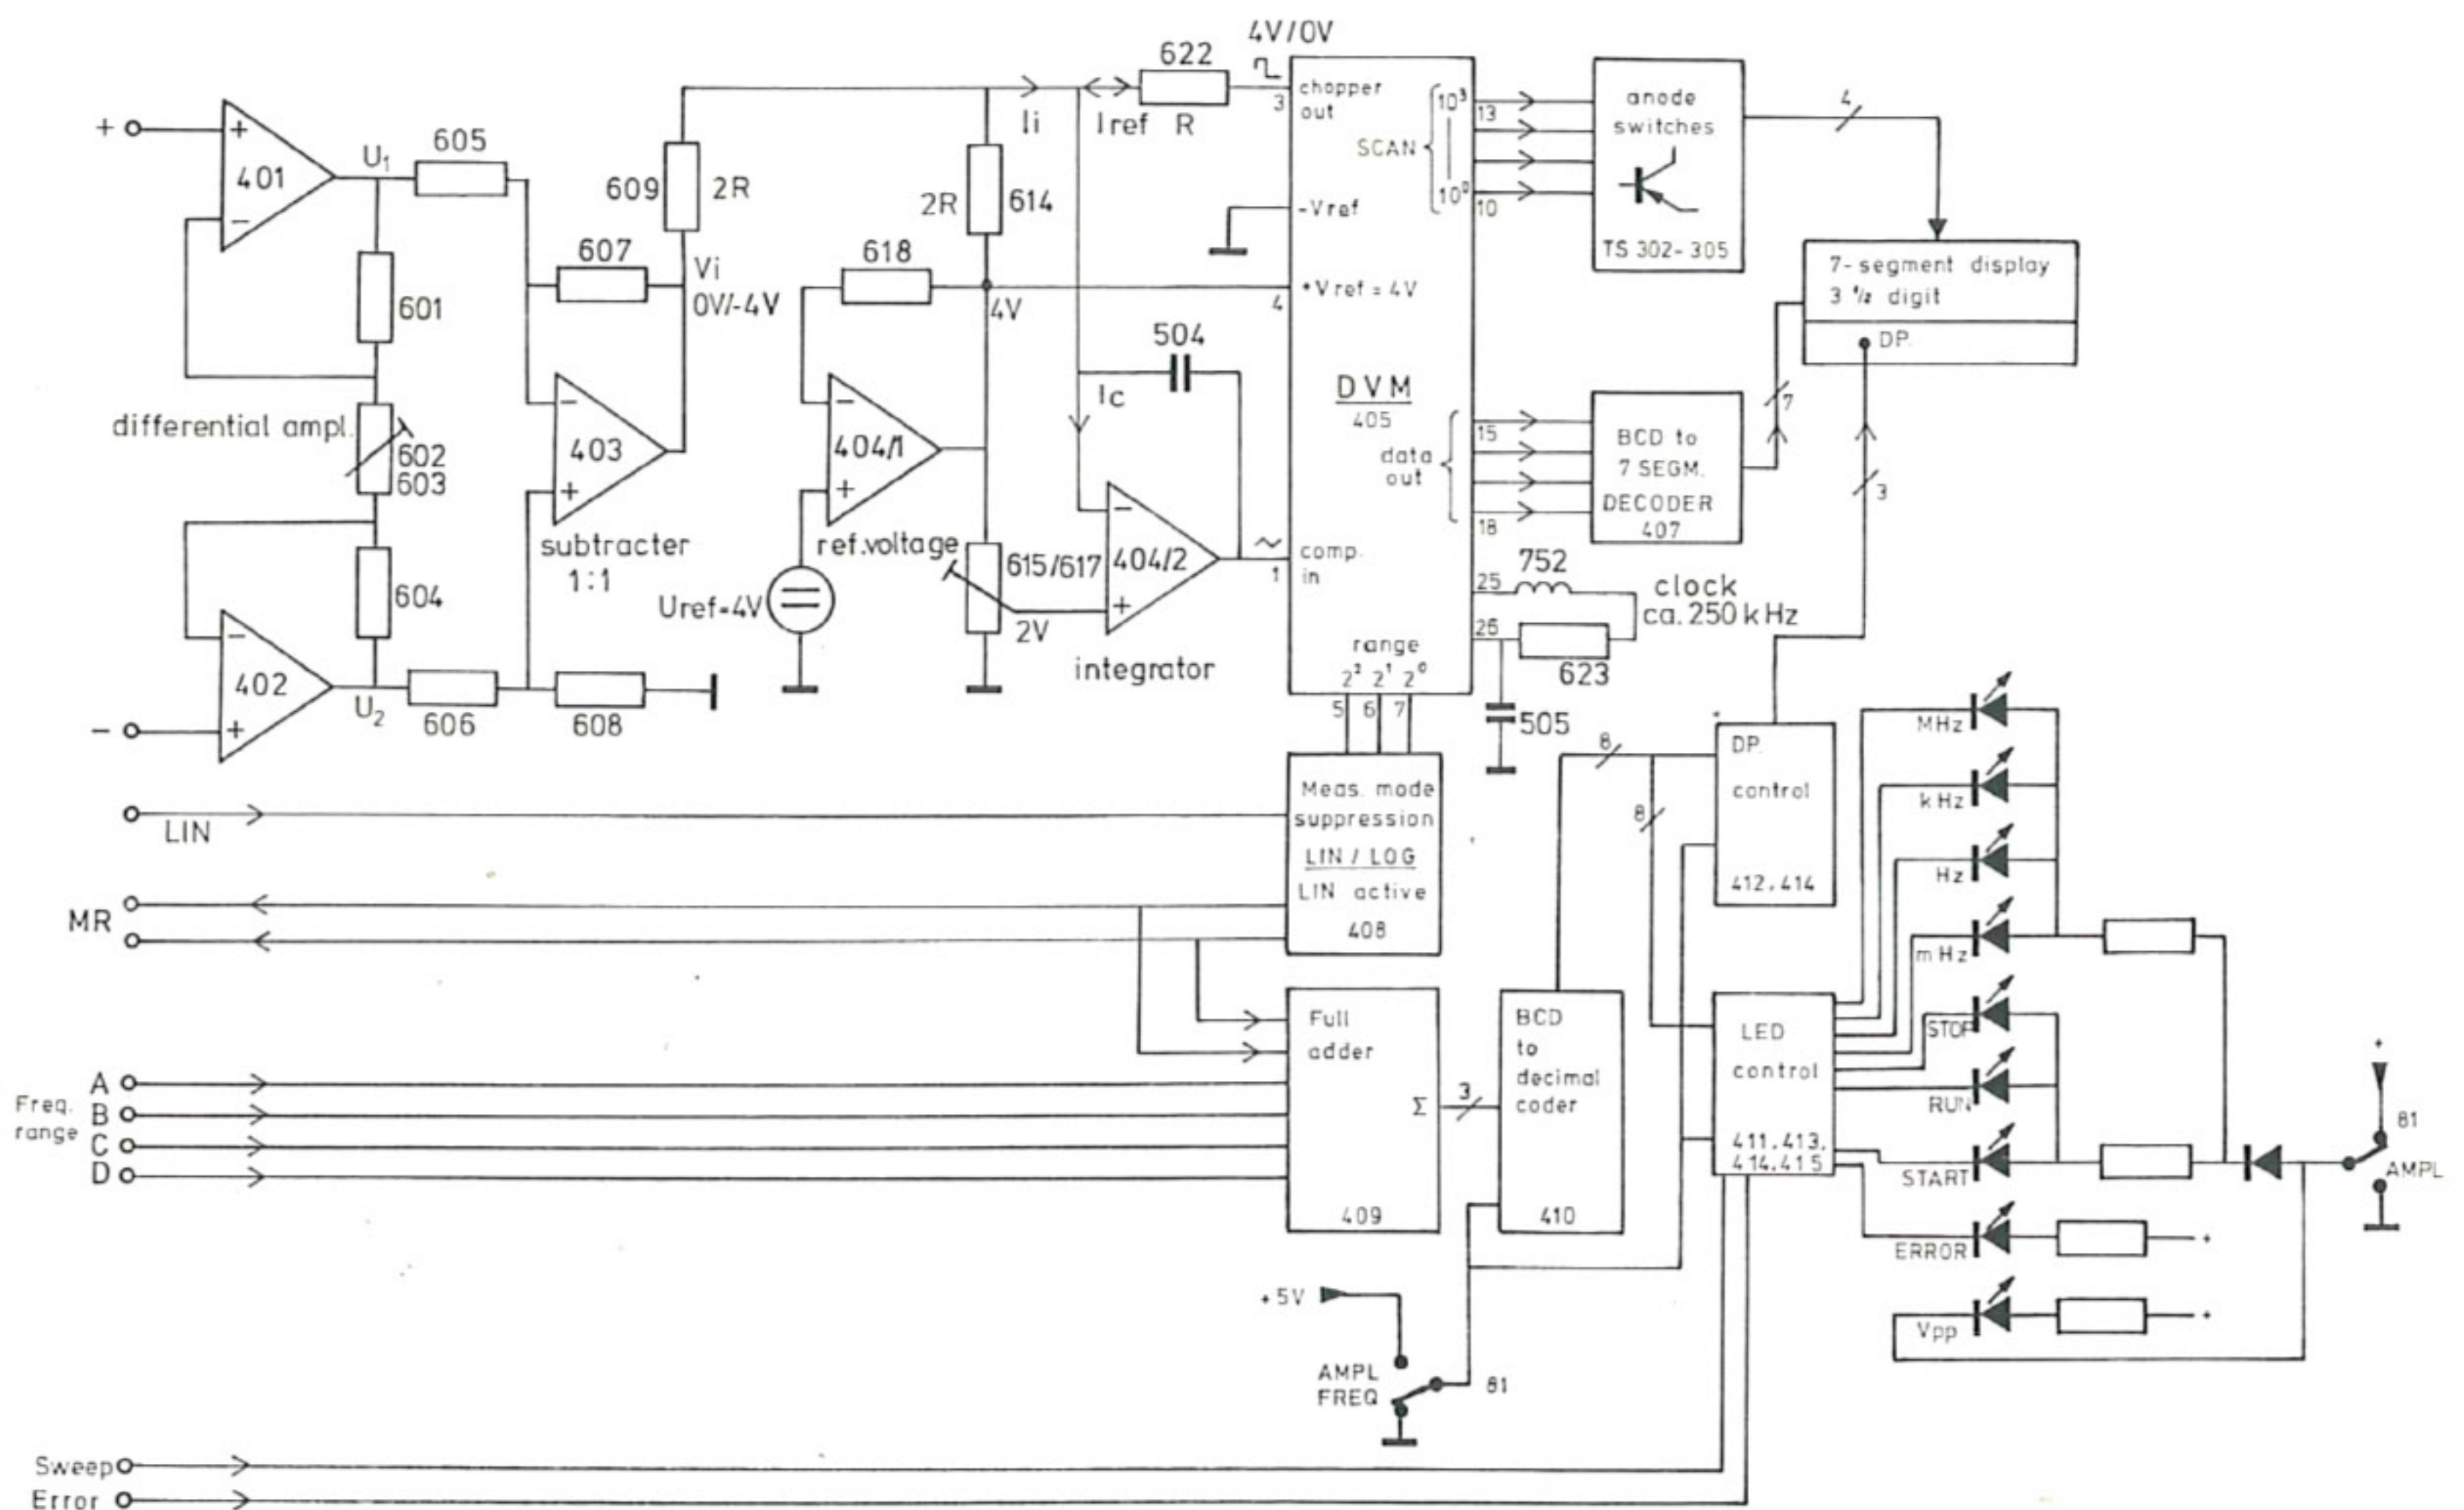 4V/0V
622
chopper
out
3
Ii
Iref R
SCAN
10³
10⁰
13
10
anode
switches
TS 302-305
4
+
401
+
-
U₁
605
609
2R
2R
614
607
Vi
0V/-4V
618
4V
-Vref
+Vref = 4V
4
7-segment display
3 ½ digit
DP.
601
504
Ic
DVM
405
data
out
15
18
BCD to
7 SEGM.
DECODER
407
7
3
differential ampl.
602
603
-
403
+
subtracter
1:1
-
404/1
+
ref.voltage
Uref=4V
615/617
2V
-
404/2
+
integrator
~
comp.
in
1
25
752
clock
ca. 250 kHz
26
623
505
604
-
402
+
-
U₂
606
608
range
2² 2¹ 2⁰
5 6 7
LIN
MR
Meas. mode
suppression
LIN / LOG
LIN active
408
8
8
DP.
control
412.414
MHz
kHz
Hz
mHz
STOP
RUN
START
ERROR
+
Vpp
+
Freq.
range
A
B
C
D
Full
adder
Σ
409
3
BCD
to
decimal
coder
410
LED
control
411.413.
414.415
+
81
AMPL
+5V
AMPL
FREQ
81
Sweep
Error